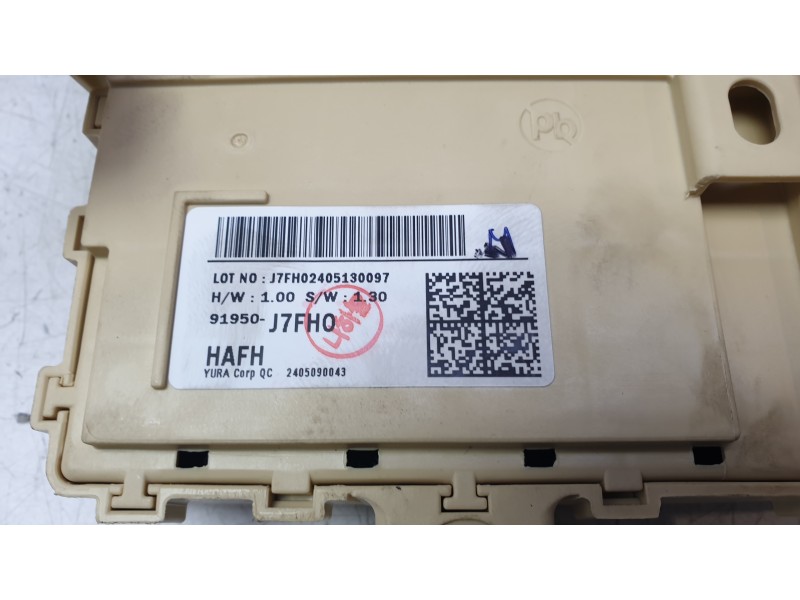 LOT NO : J7FH02405130097
H/W : 1.00 S/W : 1.30
91950-J7FH0
HAFH
YURA Corp QC 2405090043